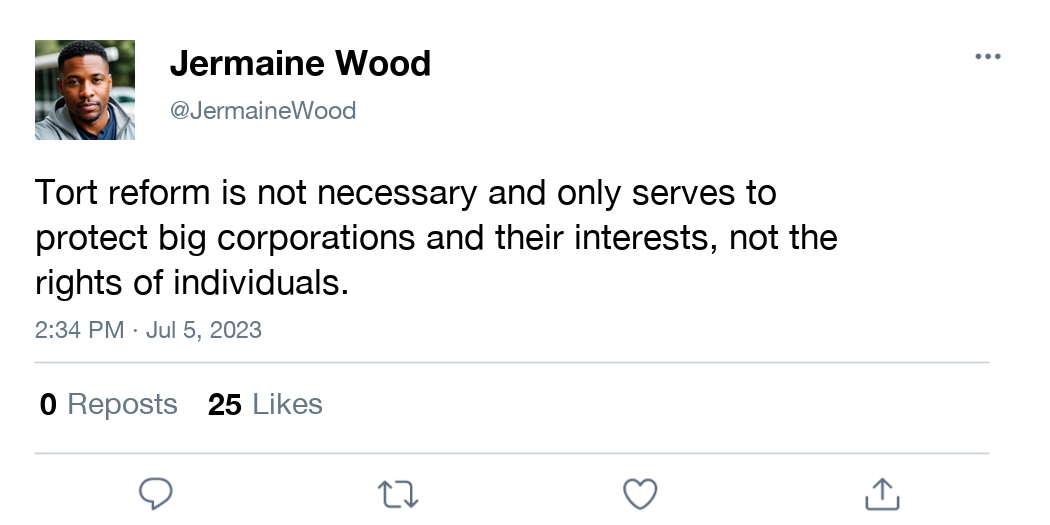 Jermaine Wood
@JermaineWood
Tort reform is not necessary and only serves to
protect big corporations and their interests, not the
rights of individuals.
2:34 PM · Jul 5, 2023
0 Reposts 25 Likes